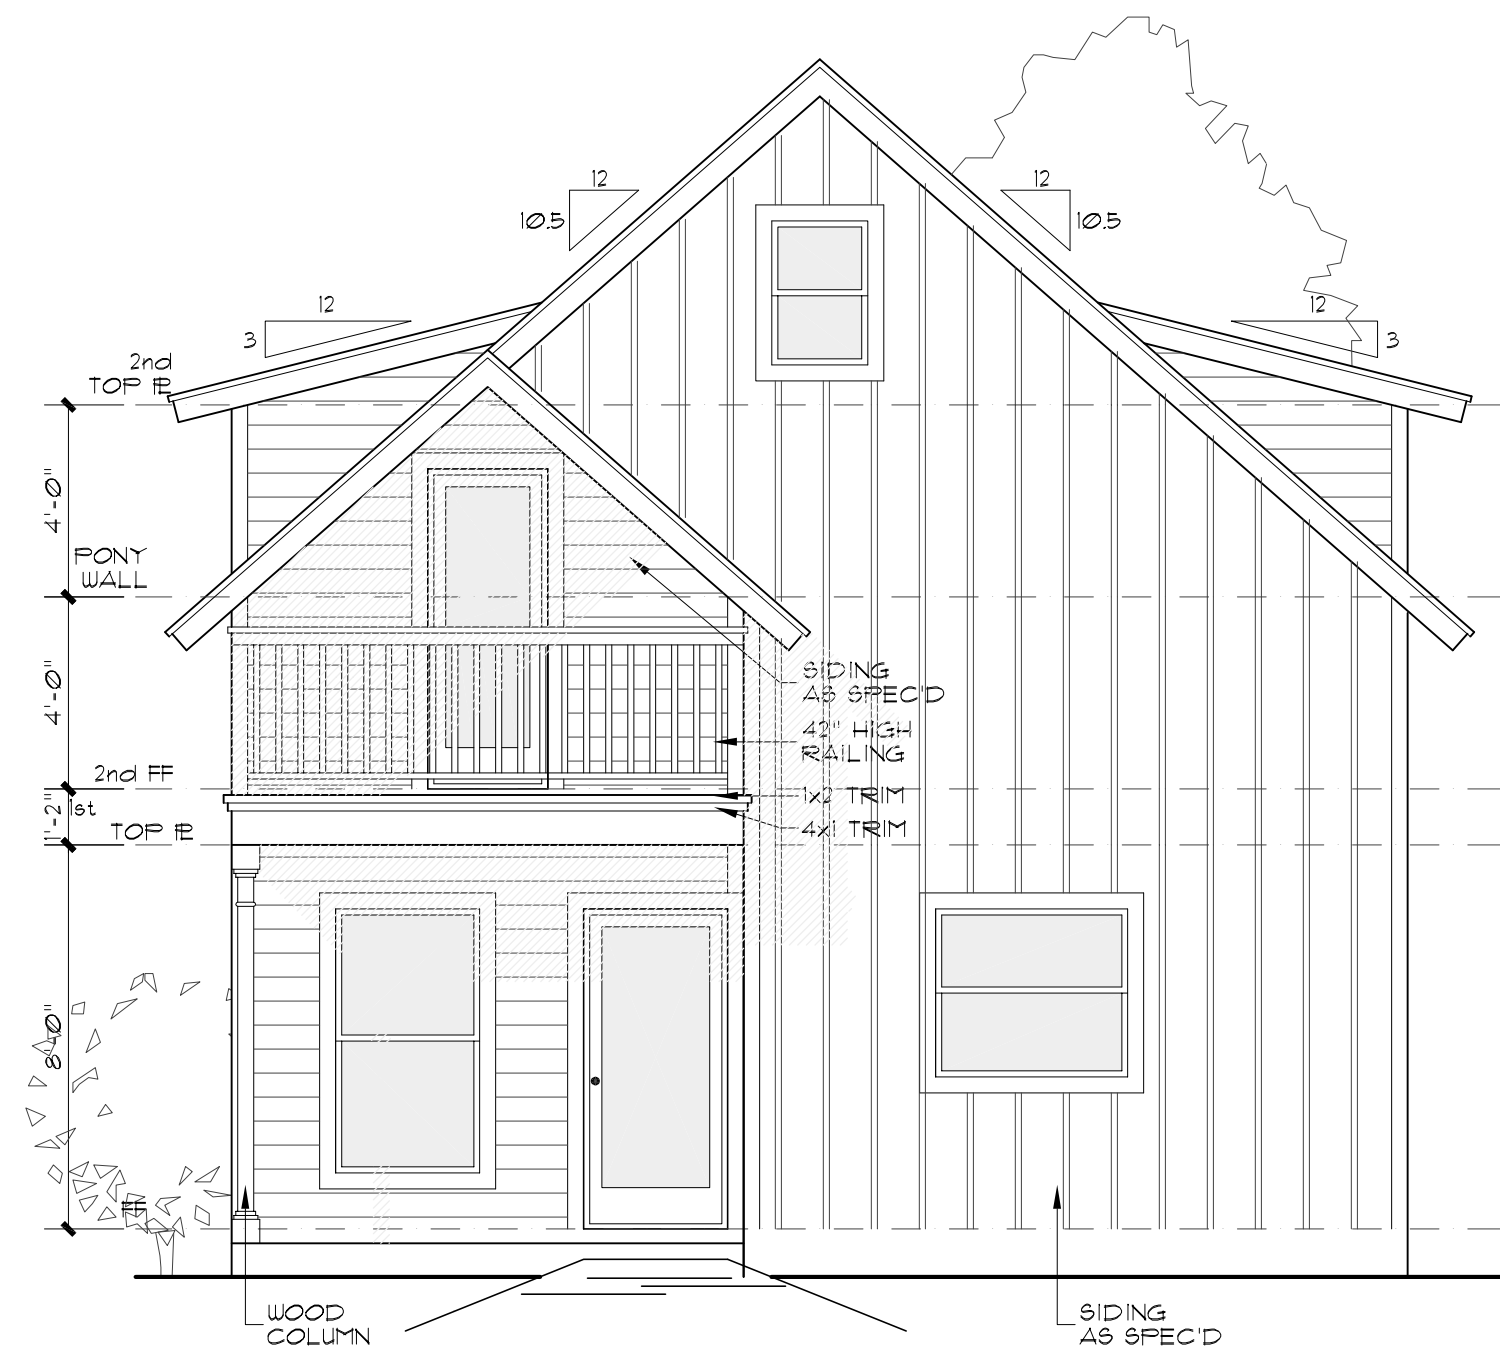 12
12
10.5
10.5
12
12
3
3
2nd
TOP PL
4'-0"
PONY
WALL
SIDING
AS SPEC'D
4'-0"
42" HIGH
RAILING
2nd FF
1x2 TRIM
1'-2"
1st
TOP PL
4x1 TRIM
8'-0"
FF
WOOD
COLUMN
SIDING
AS SPEC'D